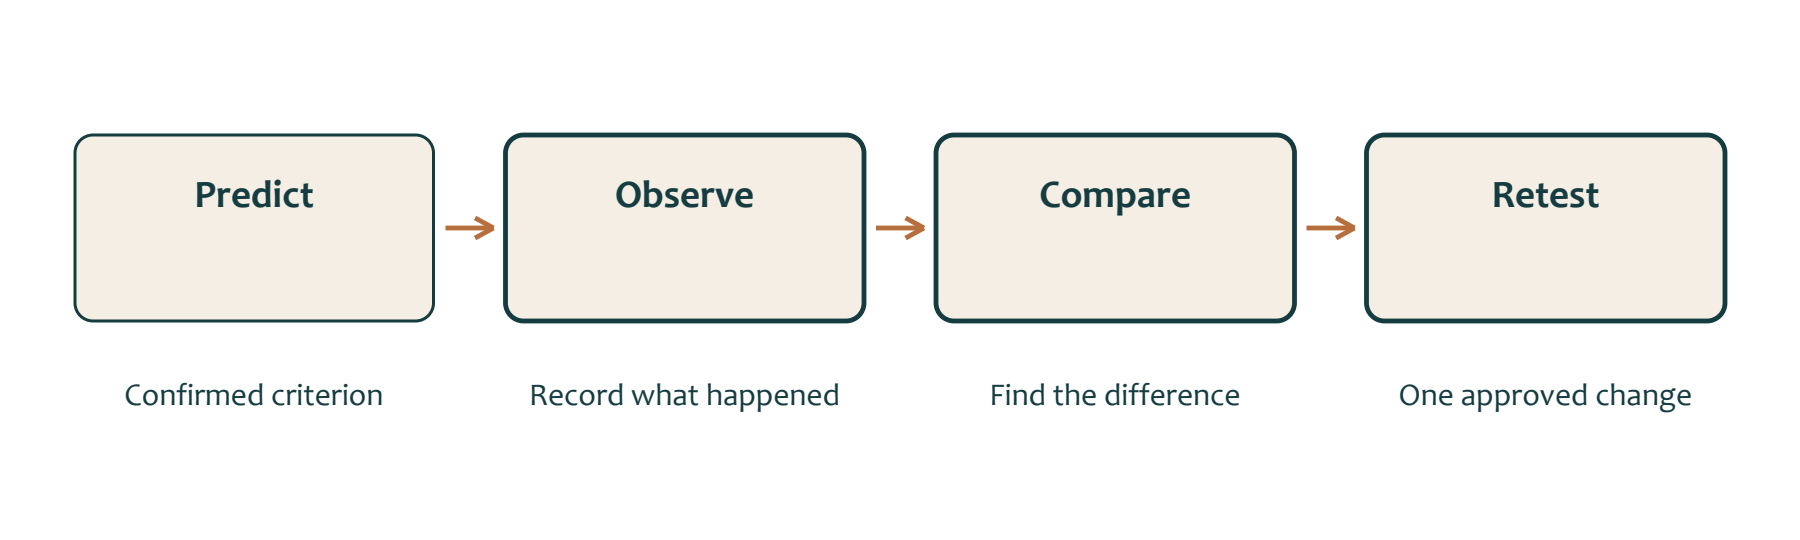 Predict
Confirmed criterion
Observe
Record what happened
Compare
Find the difference
Retest
One approved change